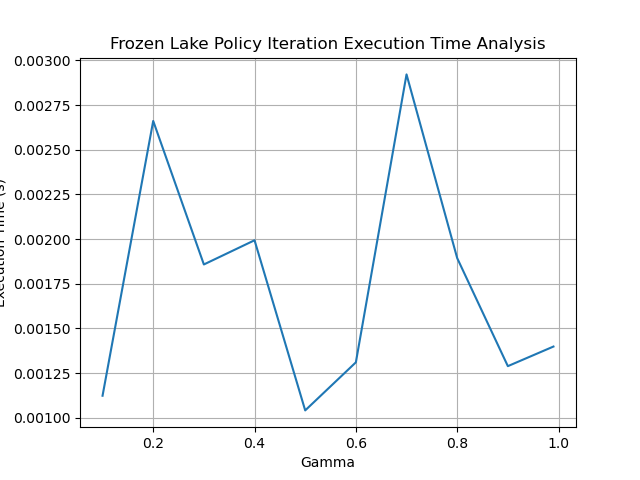 Frozen Lake Policy Iteration Execution Time Analysis
0.00300
0.00275
0.00250
0.00225
0.00200
0.00175
0.00150
0.00125
0.00100
Execution Time (s)
0.2 0.4 0.6 0.8 1.0
Gamma